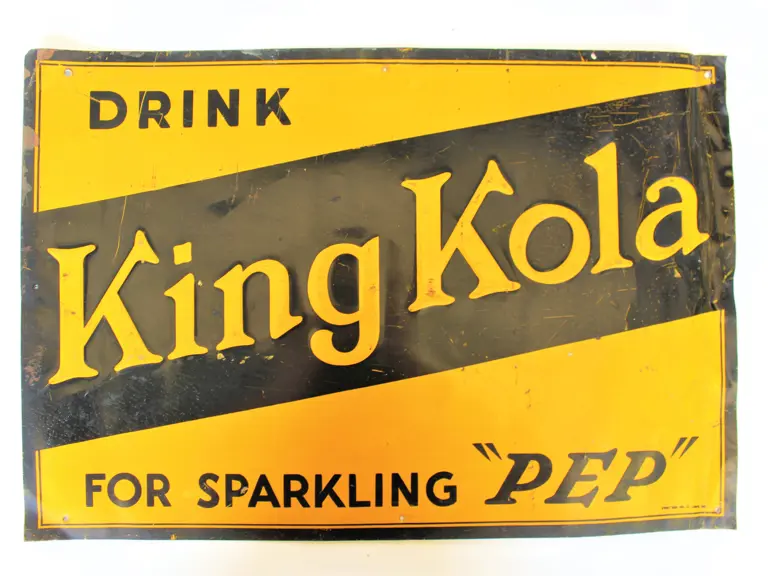 DRINK
King Kola
FOR SPARKLING "PEP"